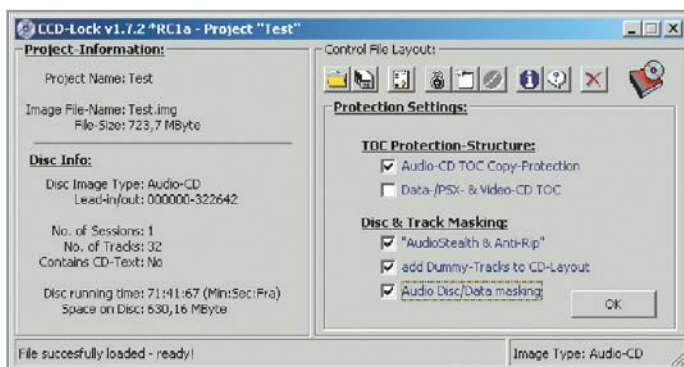 CCD-Lock v1.7.2 *RC1a - Project "Test"
Project-Information:
Project Name: Test
Image File-Name: Test.img
File-Size: 723,7 MByte
Disc Info:
Disc Image Type: Audio-CD
Lead-in/out: 000000-322642
No. of Sessions: 1
No. of Tracks: 32
Contains CD-Text: No
Disc running time: 71:41:67 (Min:Sec:Fra)
Space on Disc: 630,16 MByte
Control File Layout:
Protection Settings:
TOC Protection-Structure:
Audio-CD TOC Copy-Protection
Data-/PSX- & Video-CD TOC
Disc & Track Masking:
"AudioStealth & Anti-Rip"
add Dummy-Tracks to CD-Layout
Audio Disc/Data masking
OK
File succesfully loaded - ready!
Image Type: Audio-CD